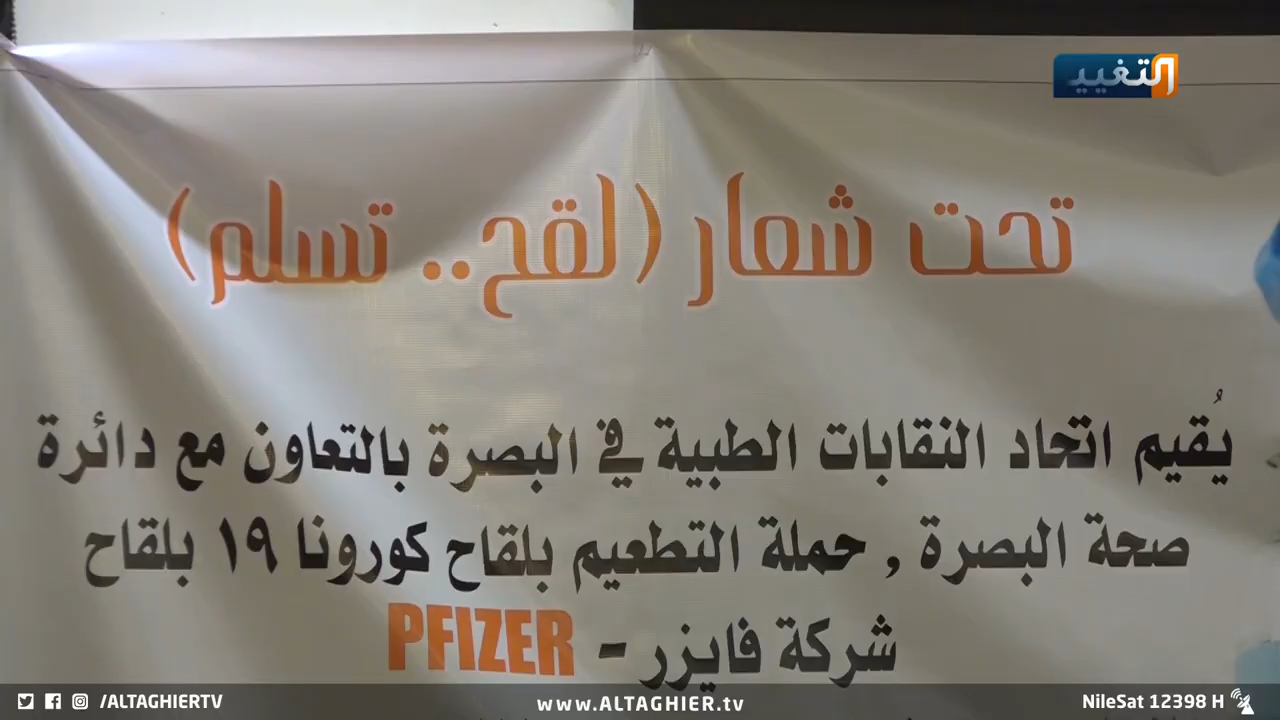 التغيير
تحت شعار (لقح.. تسلم)
يُقيم اتحاد النقابات الطبية في البصرة بالتعاون مع دائرة
صحة البصرة , حملة التطعيم بلقاح كورونا ١٩ بلقاح
شركة فايزر - PFIZER
/ALTAGHIERTV
www.ALTAGHIER.tv
NileSat 12398 H